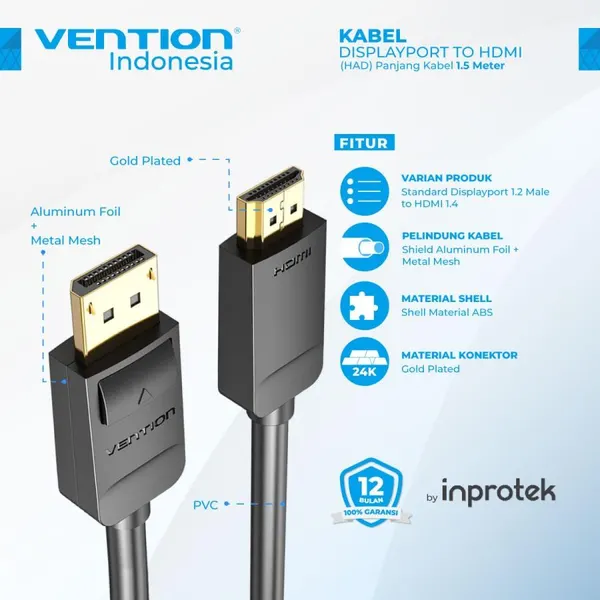 VENTION®
Indonesia
KABEL
DISPLAYPORT TO HDMI
(HAD) Panjang Kabel 1.5 Meter
FITUR
Gold Plated
Aluminum Foil
+
Metal Mesh
HDMI
VENTION
PVC
VARIAN PRODUK
Standard Displayport 1.2 Male
to HDMI 1.4
PELINDUNG KABEL
Shield Aluminum Foil +
Metal Mesh
MATERIAL SHELL
Shell Material ABS
24K
MATERIAL KONEKTOR
Gold Plated
12
BULAN
100% GARANSI
by inprotek